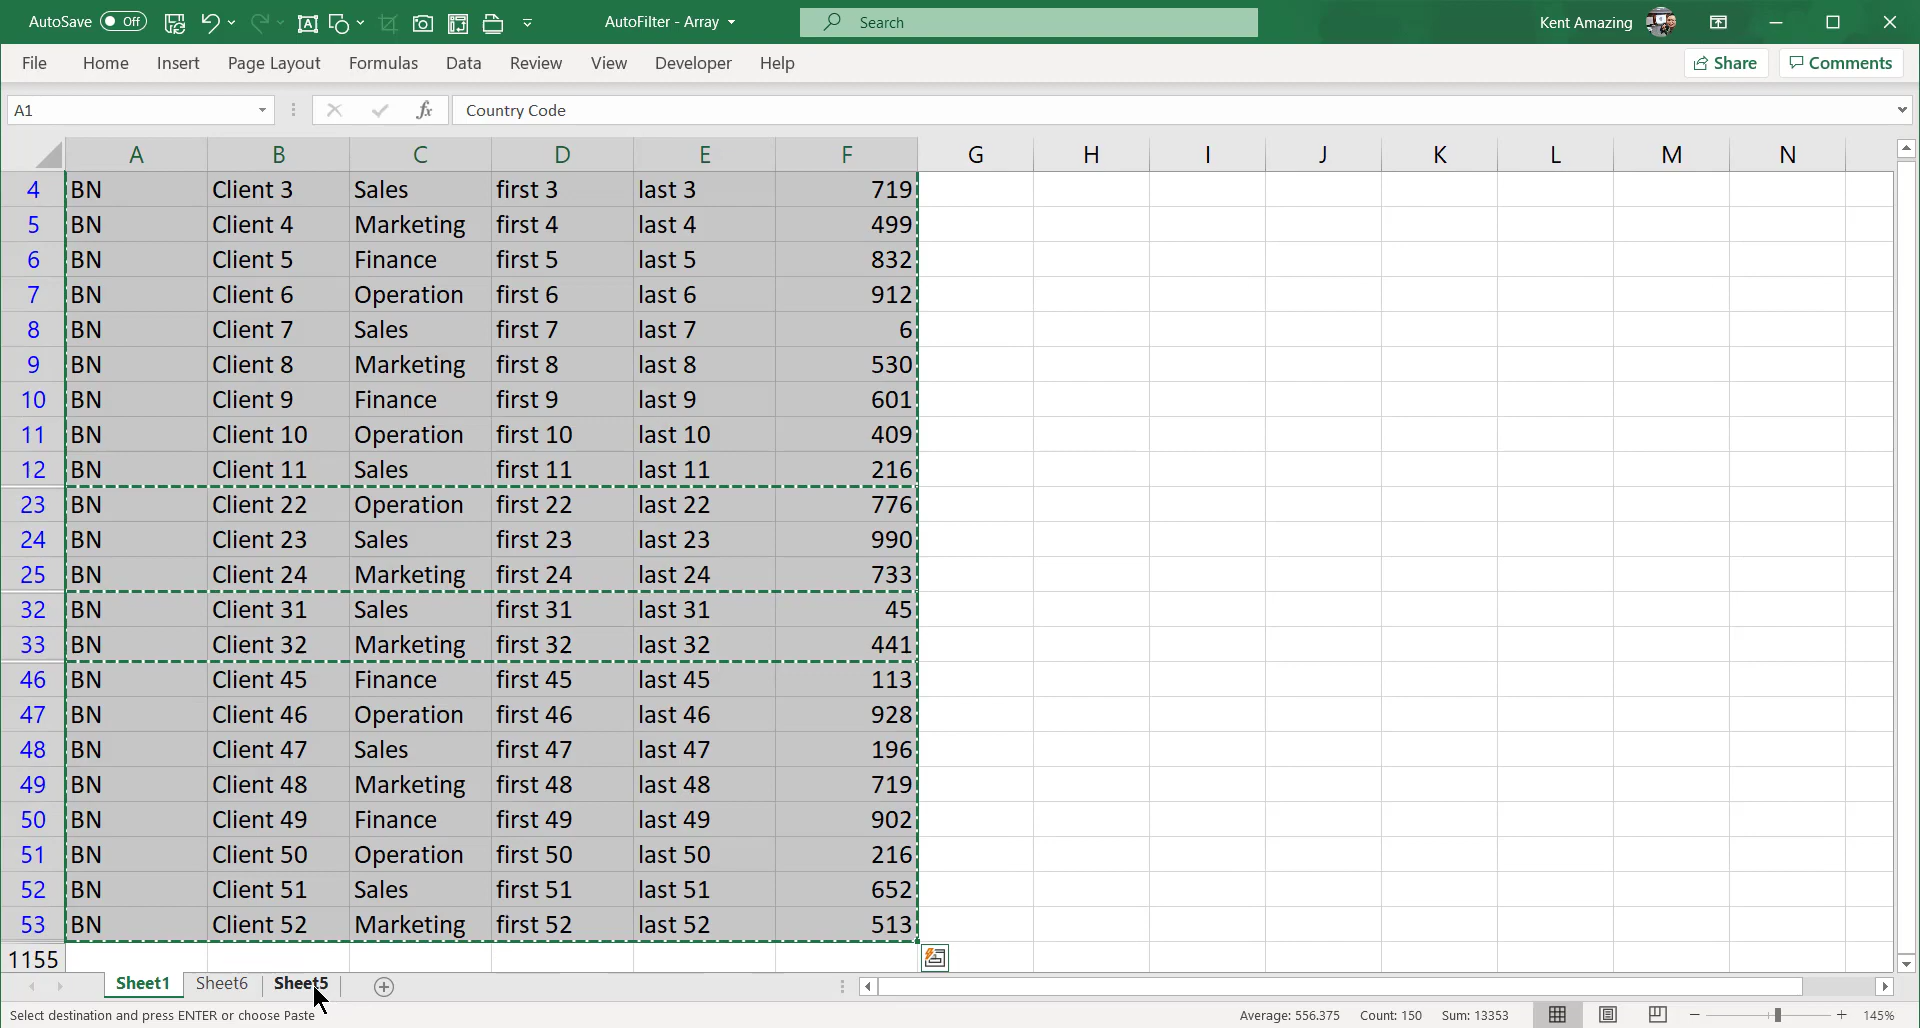 AutoSave Off AutoFilter - Array Search Kent Amazing
File Home Insert Page Layout Formulas Data Review View Developer Help Share Comments
A1 fx Country Code
A B C D E F G H I J K L M N
4 BN Client 3 Sales first 3 last 3 719
5 BN Client 4 Marketing first 4 last 4 499
6 BN Client 5 Finance first 5 last 5 832
7 BN Client 6 Operation first 6 last 6 912
8 BN Client 7 Sales first 7 last 7 6
9 BN Client 8 Marketing first 8 last 8 530
10 BN Client 9 Finance first 9 last 9 601
11 BN Client 10 Operation first 10 last 10 409
12 BN Client 11 Sales first 11 last 11 216
23 BN Client 22 Operation first 22 last 22 776
24 BN Client 23 Sales first 23 last 23 990
25 BN Client 24 Marketing first 24 last 24 733
32 BN Client 31 Sales first 31 last 31 45
33 BN Client 32 Marketing first 32 last 32 441
46 BN Client 45 Finance first 45 last 45 113
47 BN Client 46 Operation first 46 last 46 928
48 BN Client 47 Sales first 47 last 47 196
49 BN Client 48 Marketing first 48 last 48 719
50 BN Client 49 Finance first 49 last 49 902
51 BN Client 50 Operation first 50 last 50 216
52 BN Client 51 Sales first 51 last 51 652
53 BN Client 52 Marketing first 52 last 52 513
1155
Sheet1 Sheet6 Sheet5
Select destination and press ENTER or choose Paste Average: 556.375 Count: 150 Sum: 13353 145%